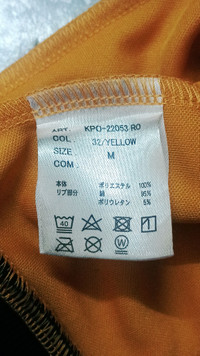 ART. KPO-22053 RO
COL. 32/YELLOW
SIZE M
COM.
本体 ポリエステル 100%
リブ部分 綿 95%
ポリウレタン 5%
40
W